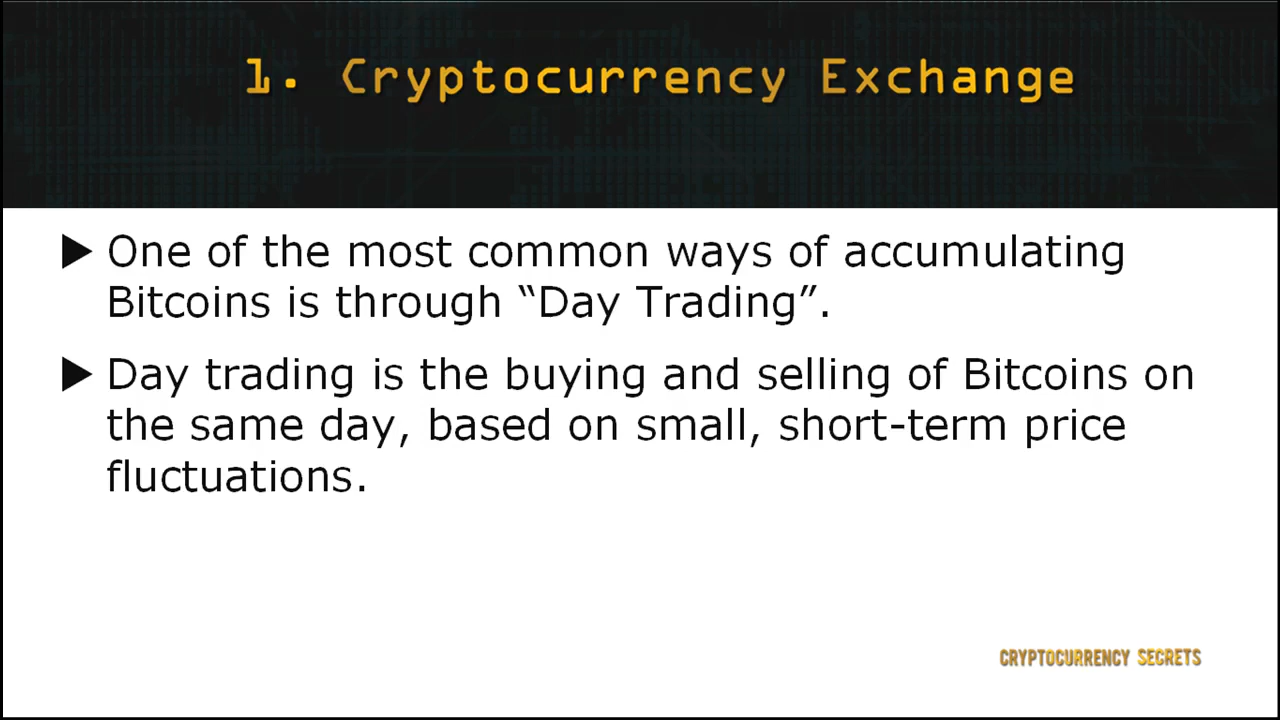 1. Cryptocurrency Exchange
▶ One of the most common ways of accumulating
Bitcoins is through “Day Trading”.
▶ Day trading is the buying and selling of Bitcoins on
the same day, based on small, short-term price
fluctuations.
CRYPTOCURRENCY SECRETS